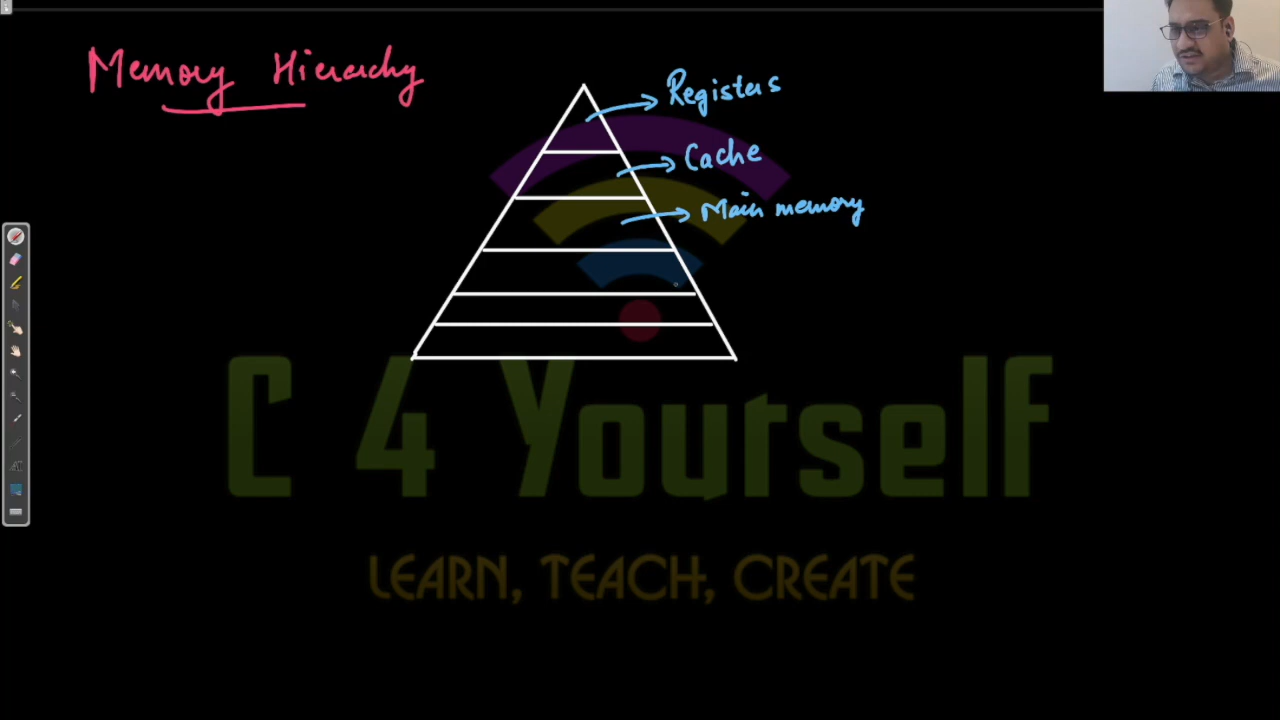 Memory Hierarchy
Registers
Cache
Main memory
C 4 Yourself
LEARN, TEACH, CREATE